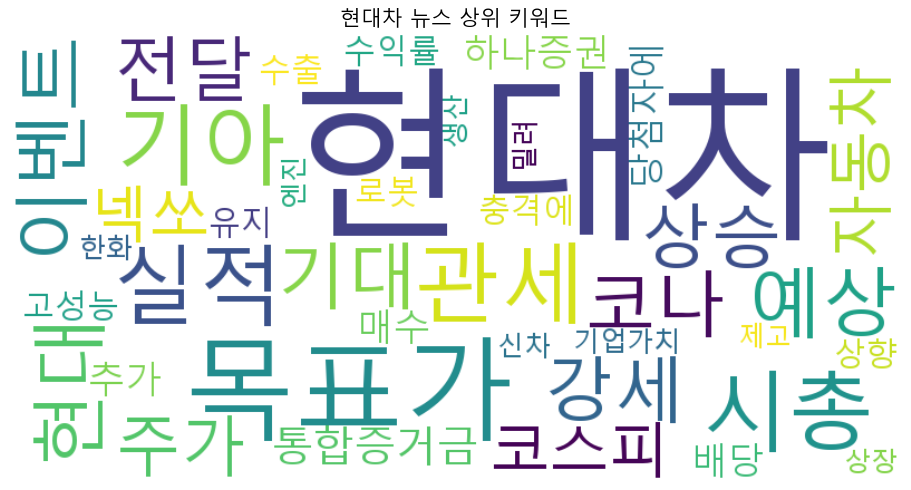 현대차 뉴스 상위 키워드
이벤트
전달
수출
수익률
하나증권
현대차
생산
밀러
당첨자에
자동차
기아
엔진
로봇
충격에
넥쏘
유지
한화
상승
실적
기대
관세
코나
예상
고성능
매수
신차
기업가치
제고
상향
현대
추가
목표가
강세
시총
주가
통합증거금
코스피
배당
상장